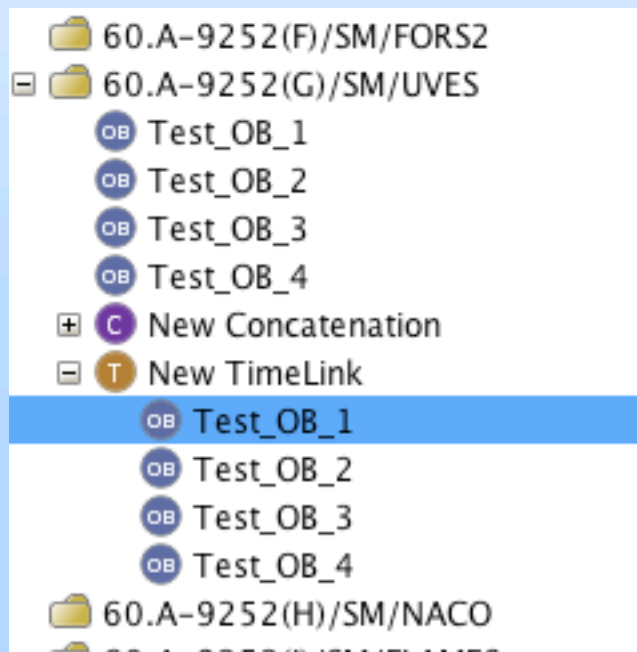 60.A-9252(F)/SM/FORS2
60.A-9252(G)/SM/UVES
OB Test_OB_1
OB Test_OB_2
OB Test_OB_3
OB Test_OB_4
C New Concatenation
T New TimeLink
OB Test_OB_1
OB Test_OB_2
OB Test_OB_3
OB Test_OB_4
60.A-9252(H)/SM/NACO